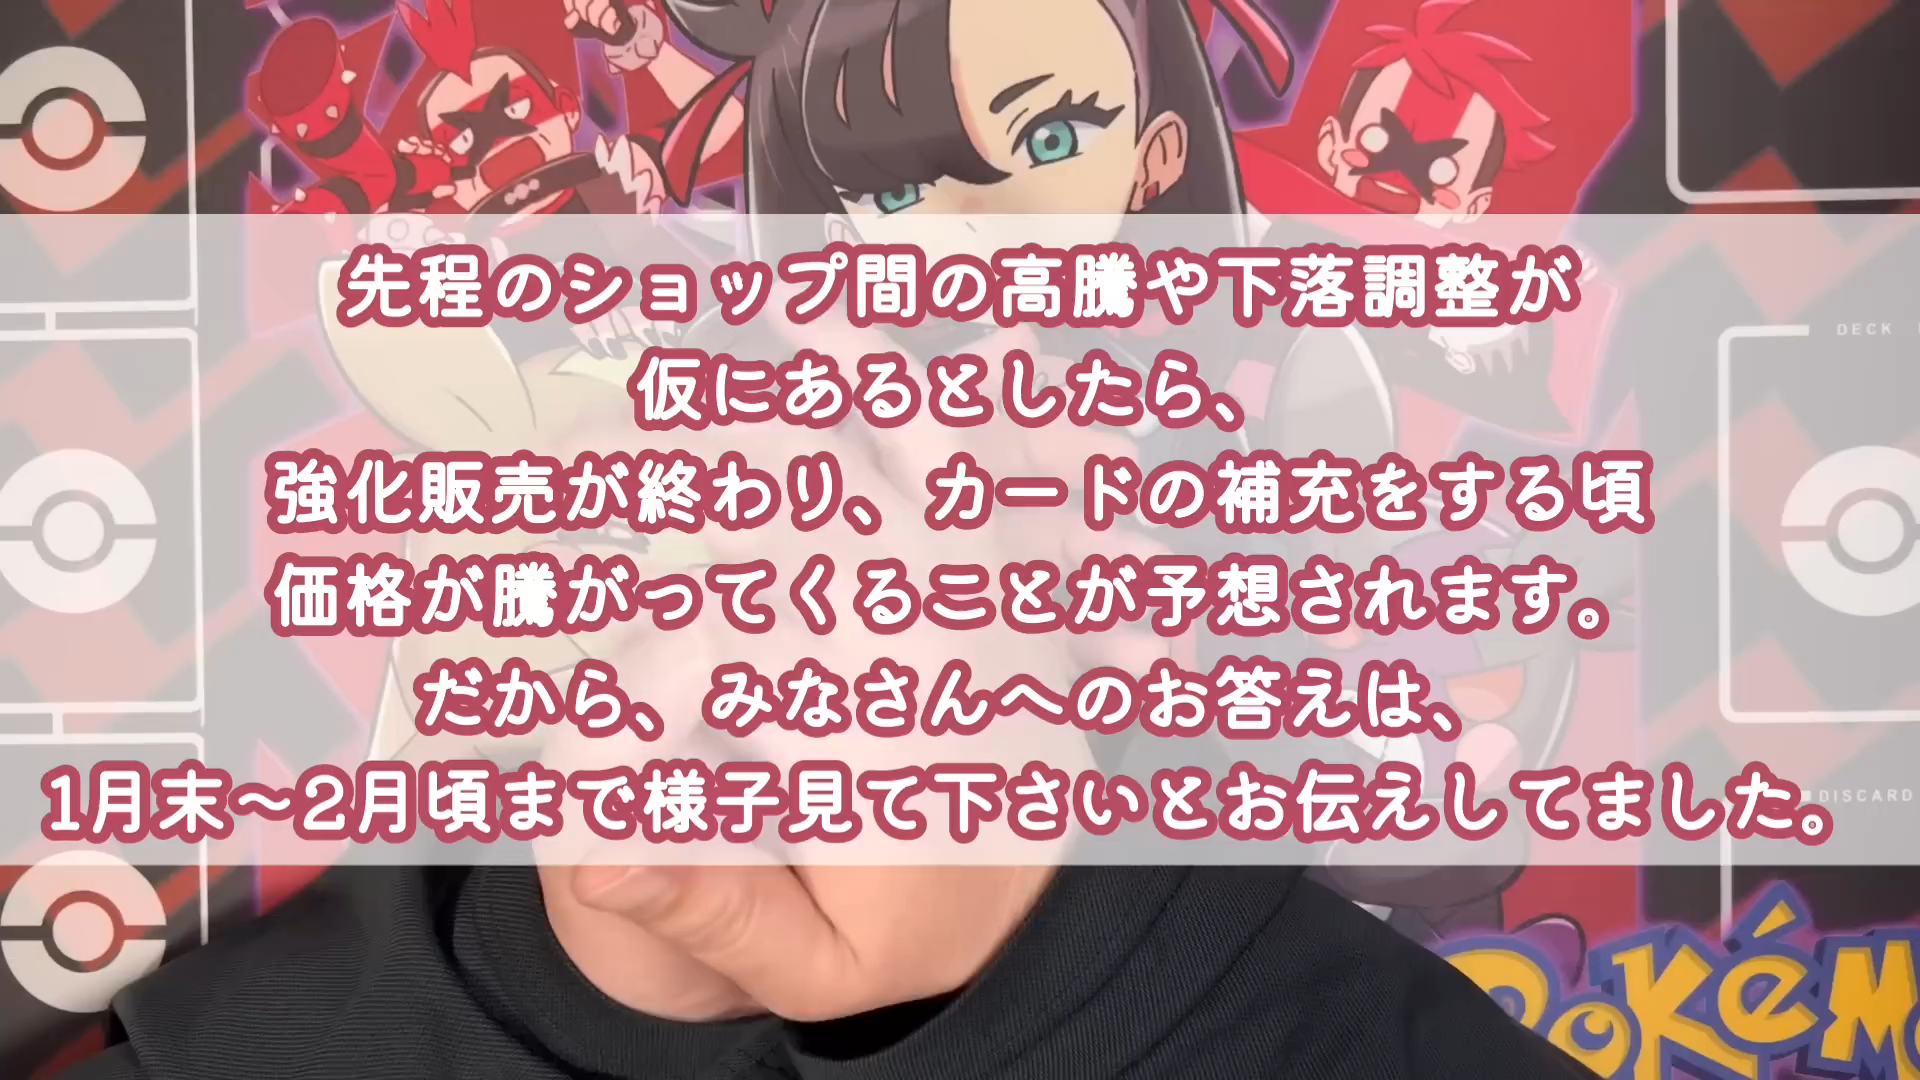 先程のショップ間の高騰や下落調整が
仮にあるとしたら、
強化販売が終わり、カードの補充をする頃
価格が騰がってくることが予想されます。
だから、みなさんへのお答えは、
1月末～2月頃まで様子見て下さいとお伝えしてました。
DECK
DISCARD
POKéM